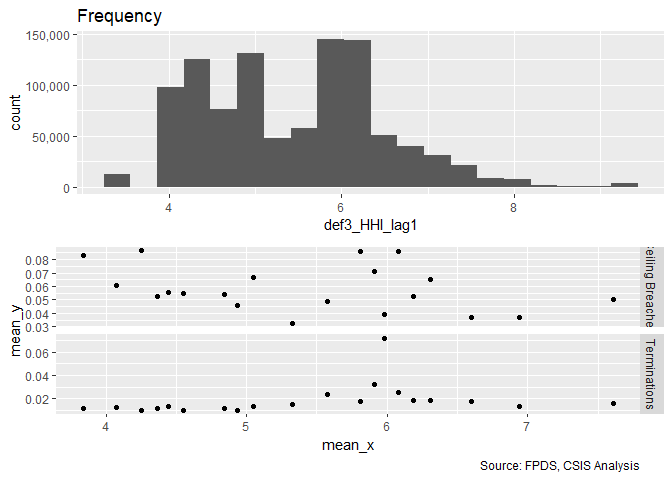 Frequency
150,000
100,000
50,000
0
count
4
6
8
def3_HHI_lag1
0.08
0.07
0.06
0.05
0.04
0.03
Ceiling Breache
mean_y
0.06
0.04
0.02
Terminations
4
5
6
7
mean_x
Source: FPDS, CSIS Analysis